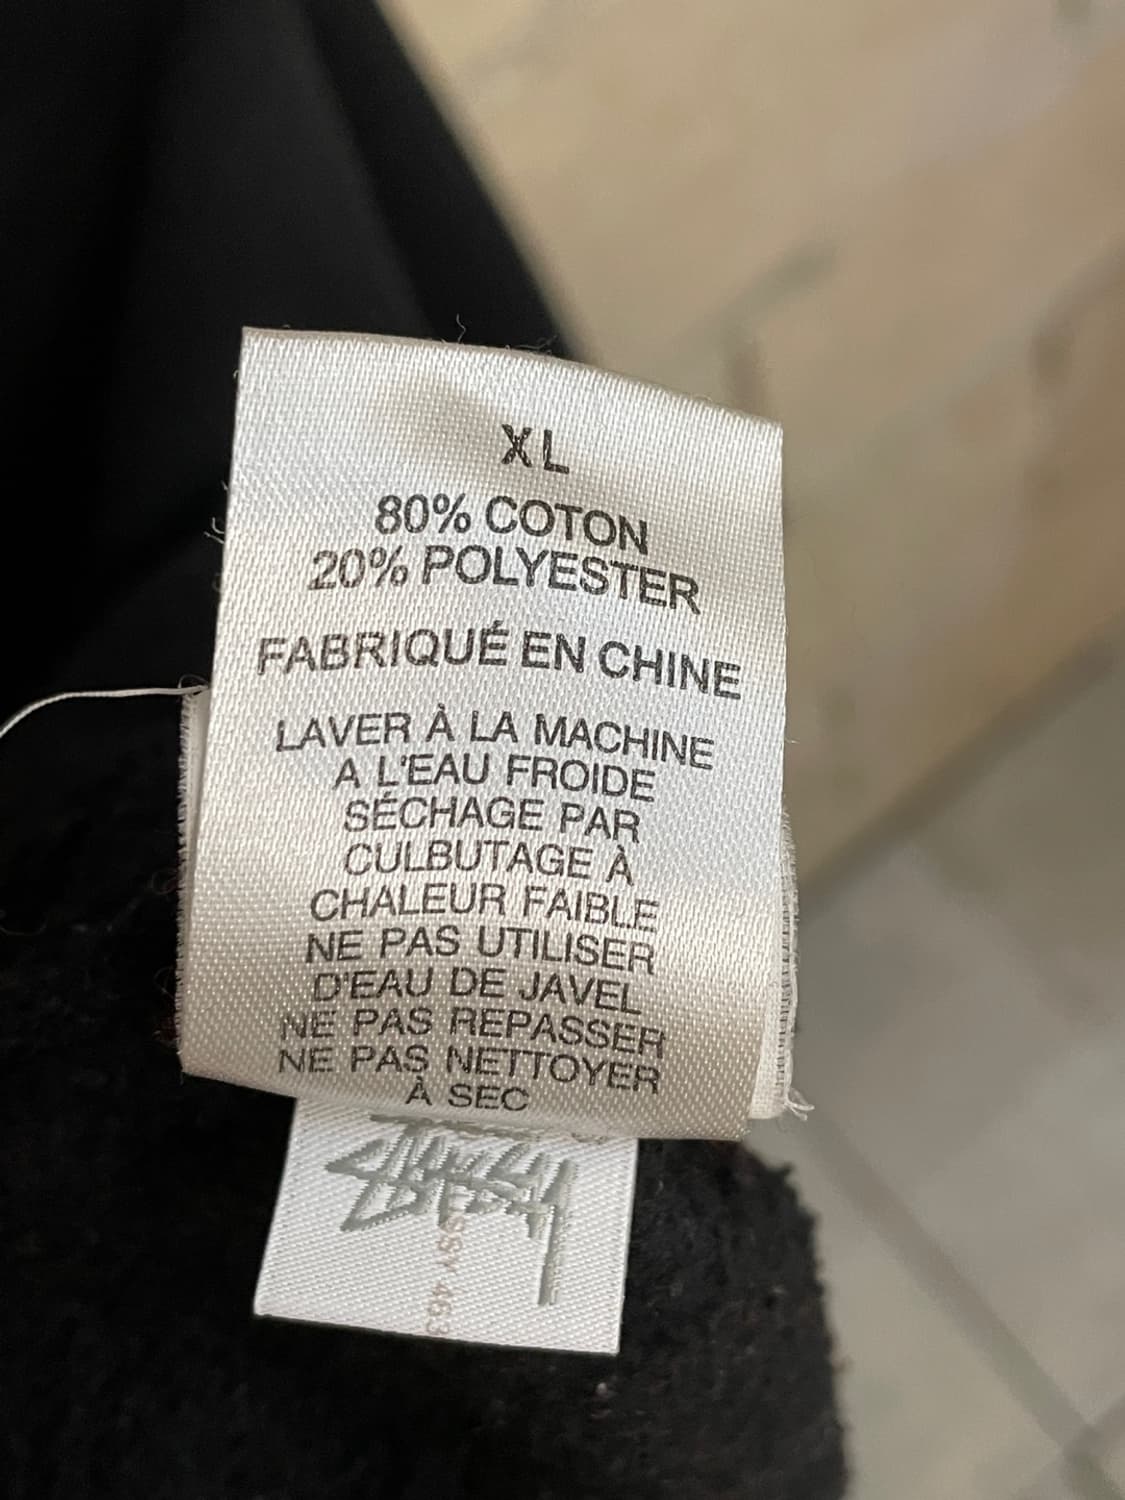 XL
80% COTON
20% POLYESTER
FABRIQUÉ EN CHINE
LAVER À LA MACHINE
A L'EAU FROIDE
SÉCHAGE PAR
CULBUTAGE À
CHALEUR FAIBLE
NE PAS UTILISER
D'EAU DE JAVEL
NE PAS REPASSER
NE PAS NETTOYER
À SEC